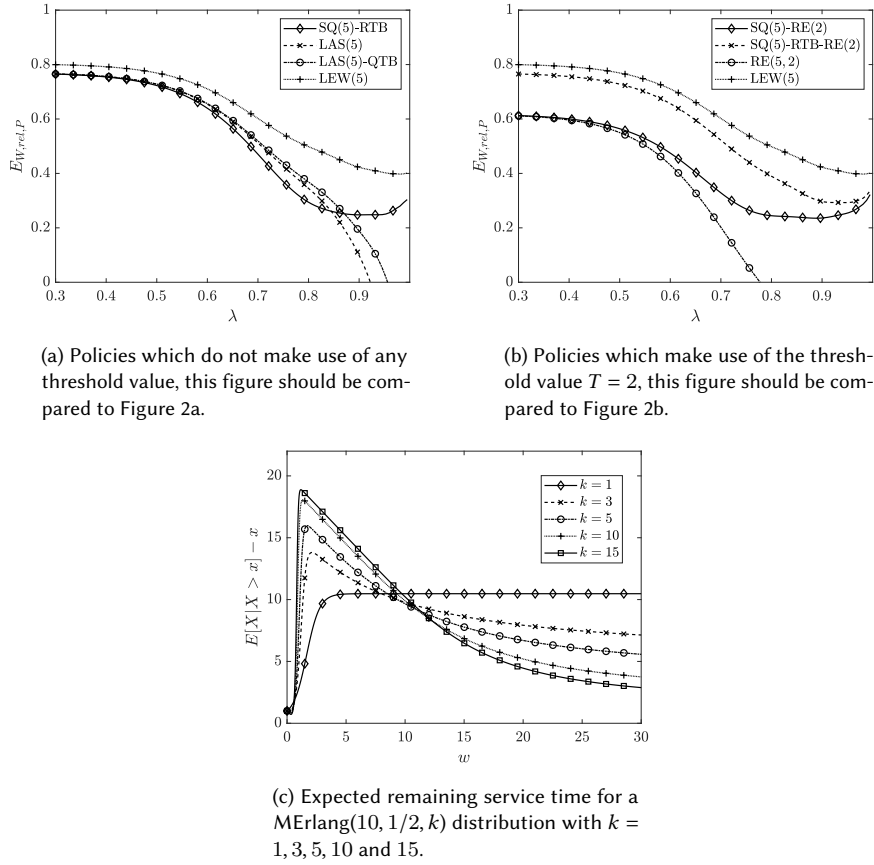 0.8
0.6
0.4
0.2
0
E_{W,rel,P}
0.3 0.4 0.5 0.6 0.7 0.8 0.9
λ
SQ(5)-RTB
LAS(5)
LAS(5)-QTB
LEW(5)
(a) Policies which do not make use of any
threshold value, this figure should be com-
pared to Figure 2a.
1
0.8
0.6
0.4
0.2
0
E_{W,rel,P}
0.3 0.4 0.5 0.6 0.7 0.8 0.9
λ
SQ(5)-RE(2)
SQ(5)-RTB-RE(2)
RE(5, 2)
LEW(5)
(b) Policies which make use of the thresh-
old value T = 2, this figure should be com-
pared to Figure 2b.
20
15
10
5
0
E[X|X > x] − x
0 5 10 15 20 25 30
w
k = 1
k = 3
k = 5
k = 10
k = 15
(c) Expected remaining service time for a
MErlang(10, 1/2, k) distribution with k =
1, 3, 5, 10 and 15.